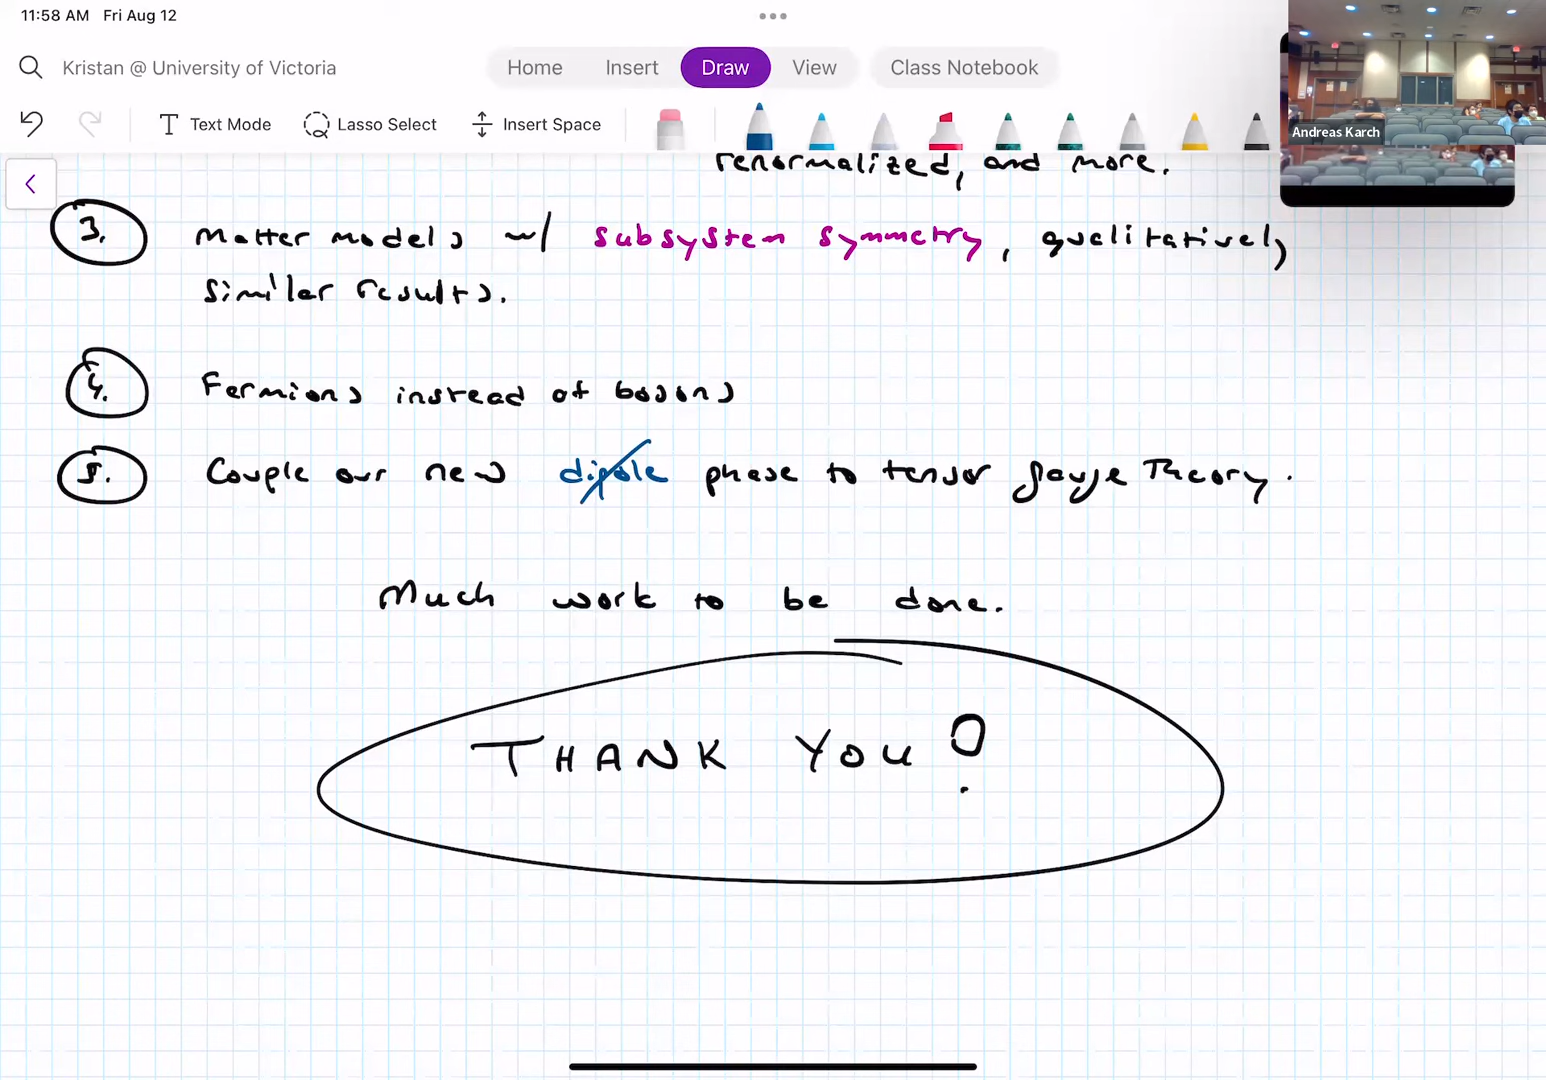 11:58 AM Fri Aug 12
Kristan @ University of Victoria
Home Insert Draw View Class Notebook
Text Mode Lasso Select Insert Space
Andreas Karch
renormalized, and more.
3. Matter models w/ subsystem symmetry, qualitatively
similar results.
4. Fermions instead of bosons
5. Couple our new dipole phase to tensor gauge theory.
Much work to be done.
THANK YOU!